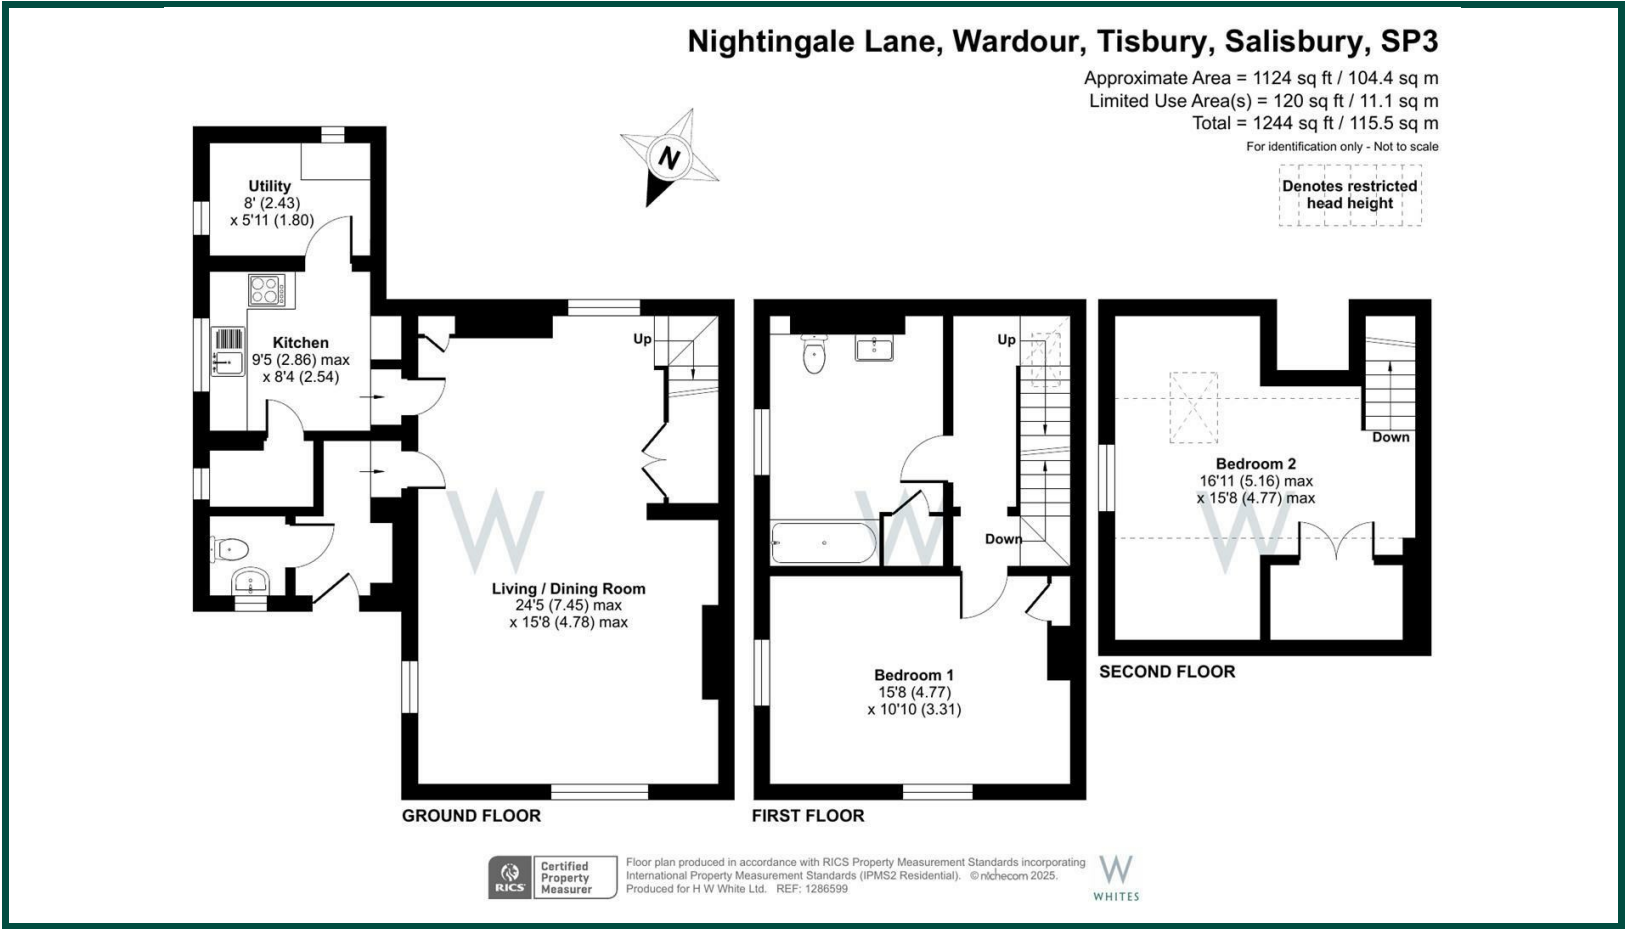 Nightingale Lane, Wardour, Tisbury, Salisbury, SP3
Approximate Area = 1124 sq ft / 104.4 sq m
Limited Use Area(s) = 120 sq ft / 11.1 sq m
Total = 1244 sq ft / 115.5 sq m
For identification only - Not to scale
Denotes restricted
head height
N
Utility
8' (2.43)
x 5'11 (1.80)
Kitchen
9'5 (2.86) max
x 8'4 (2.54)
Up
Living / Dining Room
24'5 (7.45) max
x 15'8 (4.78) max
GROUND FLOOR
Up
Down
Bedroom 1
15'8 (4.77)
x 10'10 (3.31)
FIRST FLOOR
Down
Bedroom 2
16'11 (5.16) max
x 15'8 (4.77) max
SECOND FLOOR
W
W
W
RICS
Certified
Property
Measurer
Floor plan produced in accordance with RICS Property Measurement Standards incorporating
International Property Measurement Standards (IPMS2 Residential). © nichecom 2025.
Produced for H W White Ltd. REF: 1286599
W
WHITES